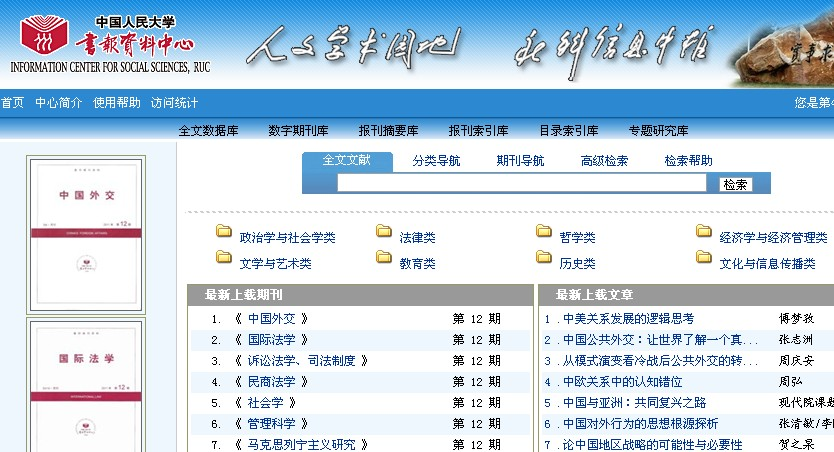 中国人民大学
書報資料中心
INFORMATION CENTER FOR SOCIAL SCIENCES, RUC
人文学术园地 社科信息中枢
首页 中心简介 使用帮助 访问统计 您是第
全文数据库 数字期刊库 报刊摘要库 报刊索引库 目录索引库 专题研究库
全文文献 分类导航 期刊导航 高级检索 检索帮助
检索
中国外交
第12期
政治学与社会学类 法律类 哲学类 经济学与经济管理类
文学与艺术类 教育类 历史类 文化与信息传播类
最新上载期刊
1. 《 中国外交 》 第 12 期
2. 《 国际法学 》 第 12 期
3. 《 诉讼法学、司法制度 》 第 12 期
4. 《 民商法学 》 第 12 期
5. 《 社会学 》 第 12 期
6. 《 管理科学 》 第 12 期
7. 《 马克思列宁主义研究 》 第 12 期
最新上载文章
1 .中美关系发展的逻辑思考 傅梦孜
2 .中国公共外交：让世界了解一个真... 张志洲
3 .从模式演变看冷战后公共外交的转... 周庆安
4 .中欧关系中的认知错位 周弘
5 .中国与亚洲：共同复兴之路 现代院课题
6 .中国对外行为的思想根源探析 张清敏/李
7 .论中国地区战略的可能性与必要性 贺之杲
国际法学
第12期
INTERNATIONAL LAW